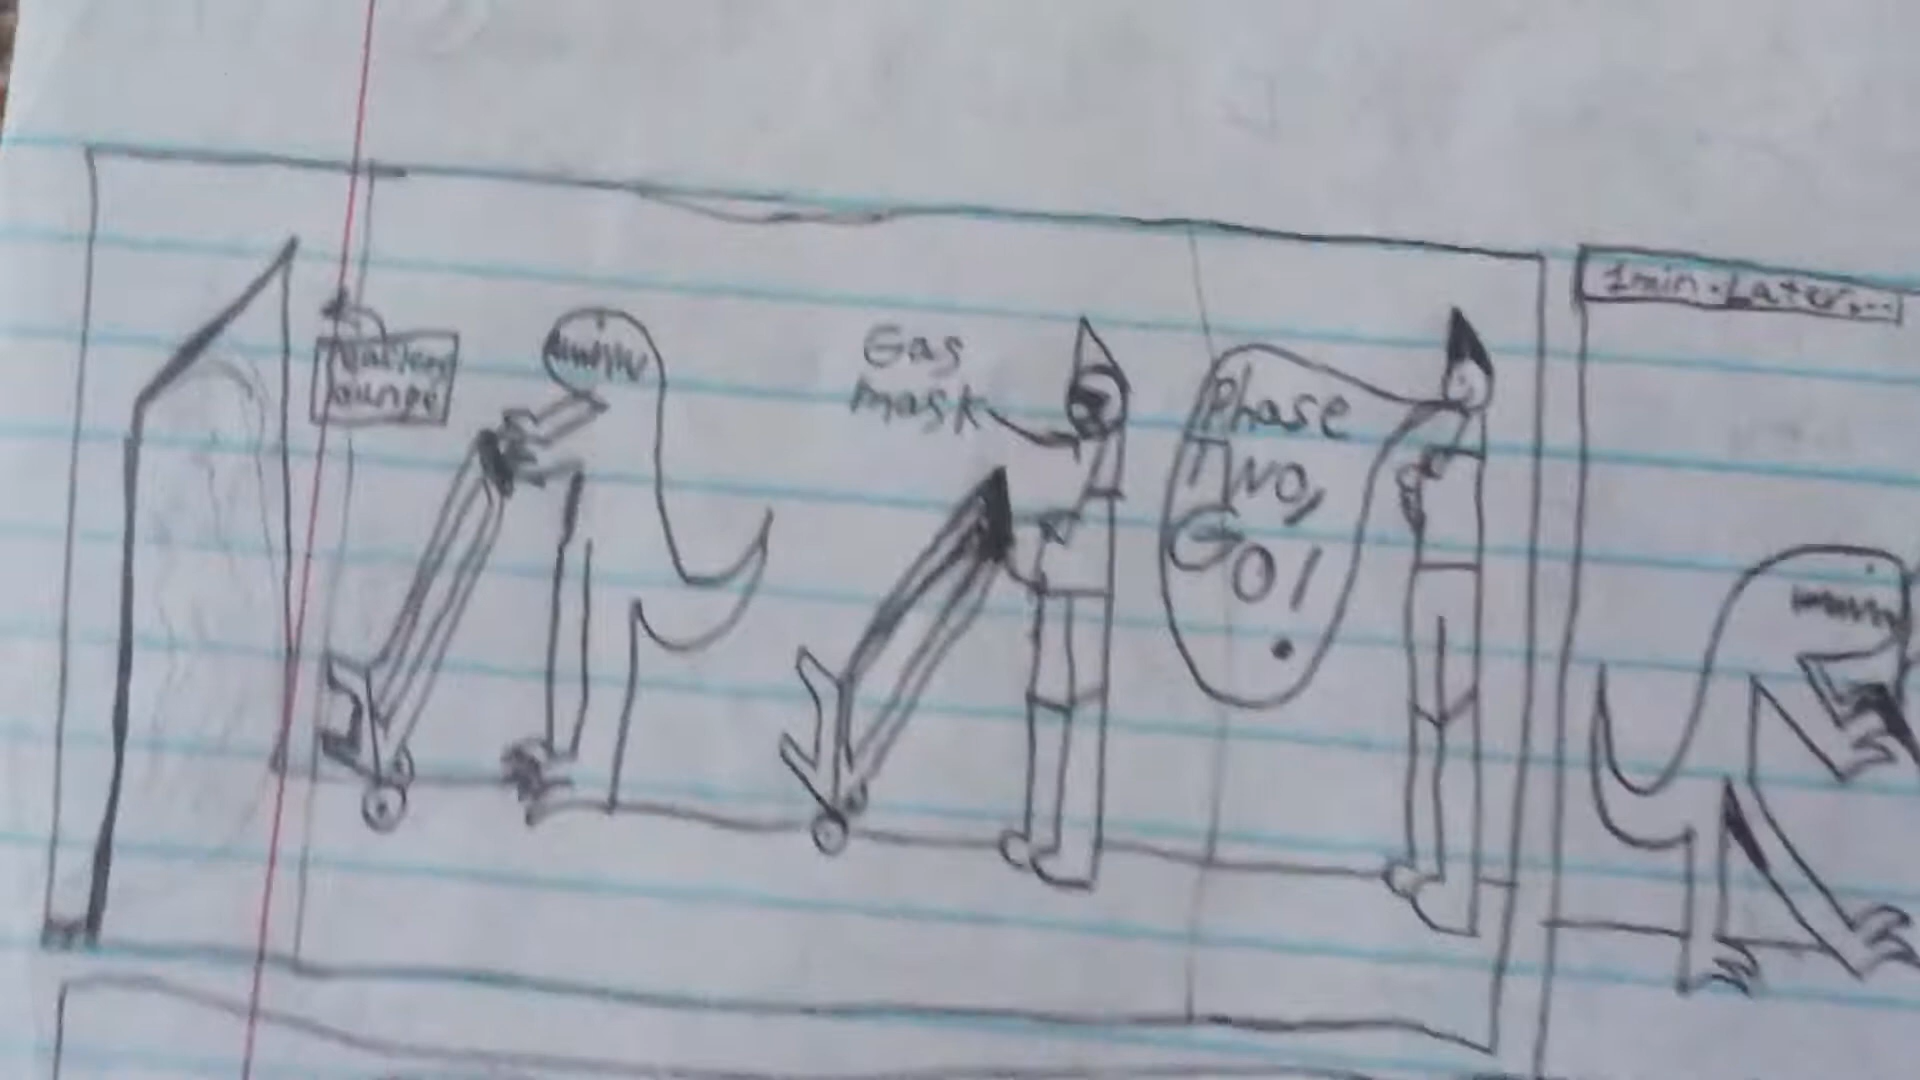 Gas
mask
Phase
Two,
GO!
1min. Later...